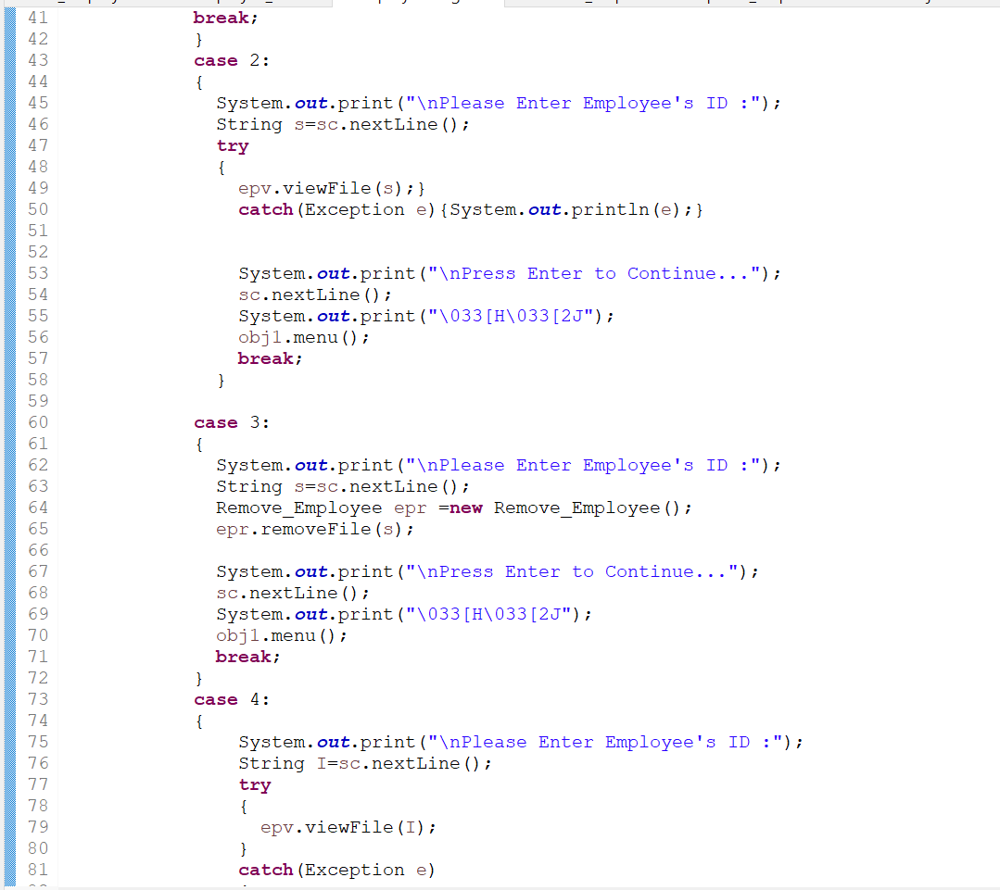 41 break;
42 }
43 case 2:
44 {
45 System.out.print("\nPlease Enter Employee's ID :");
46 String s=sc.nextLine();
47 try
48 {
49 epv.viewFile(s);}
50 catch(Exception e){System.out.println(e);}
51
52
53 System.out.print("\nPress Enter to Continue...");
54 sc.nextLine();
55 System.out.print("\033[H\033[2J");
56 obj1.menu();
57 break;
58 }
59
60 case 3:
61 {
62 System.out.print("\nPlease Enter Employee's ID :");
63 String s=sc.nextLine();
64 Remove_Employee epr =new Remove_Employee();
65 epr.removeFile(s);
66
67 System.out.print("\nPress Enter to Continue...");
68 sc.nextLine();
69 System.out.print("\033[H\033[2J");
70 obj1.menu();
71 break;
72 }
73 case 4:
74 {
75 System.out.print("\nPlease Enter Employee's ID :");
76 String I=sc.nextLine();
77 try
78 {
79 epv.viewFile(I);
80 }
81 catch(Exception e)